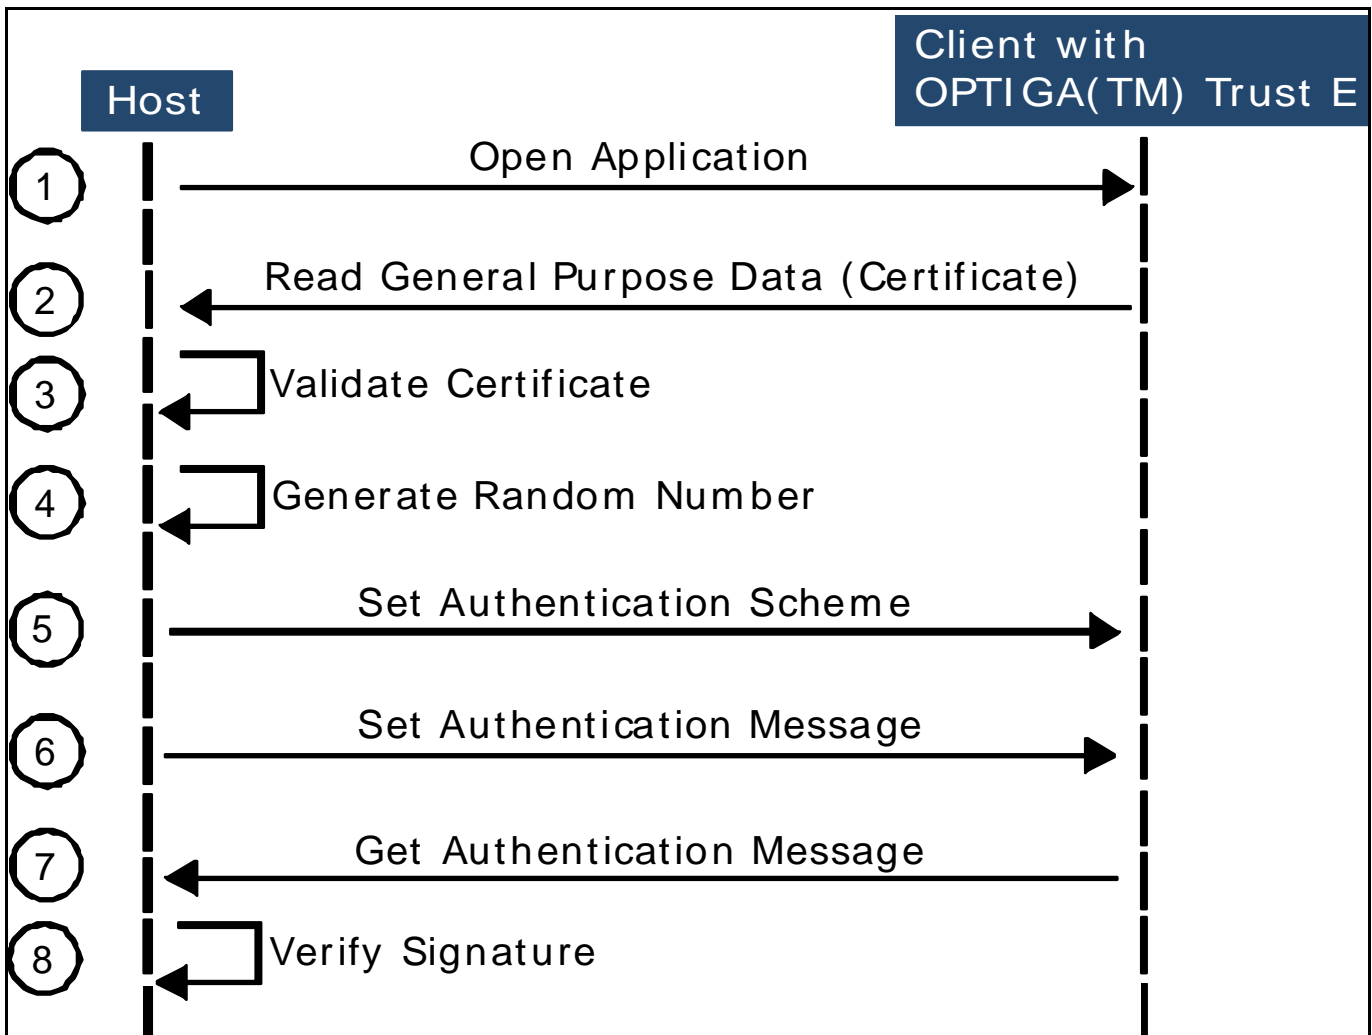 Client with
OPTIGA(TM) Trust E
Host
1
Open Application
2
Read General Purpose Data (Certificate)
3
Validate Certificate
4
Generate Random Number
5
Set Authentication Scheme
6
Set Authentication Message
7
Get Authentication Message
8
Verify Signature